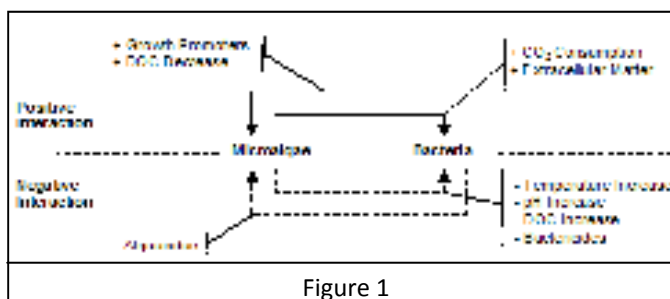 + Growth Promoters
+ DOC Decrease
+ CO₂ Consumption
+ Extracellular Matter
Positive
Interaction
Microalgae
Bacteria
Negative
Interaction
- Temperature Increase
- pH Increase
DOC Increase
- Bactericides
Algaecides
Figure 1